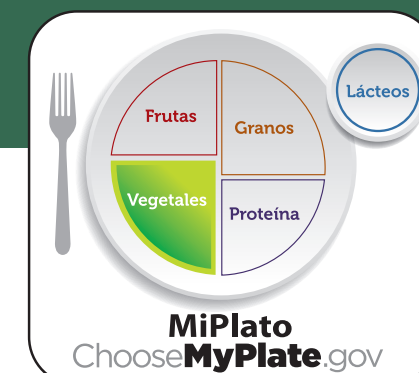 Lácteos
Frutas
Granos
Vegetales
Proteína
MiPlato
ChooseMyPlate.gov